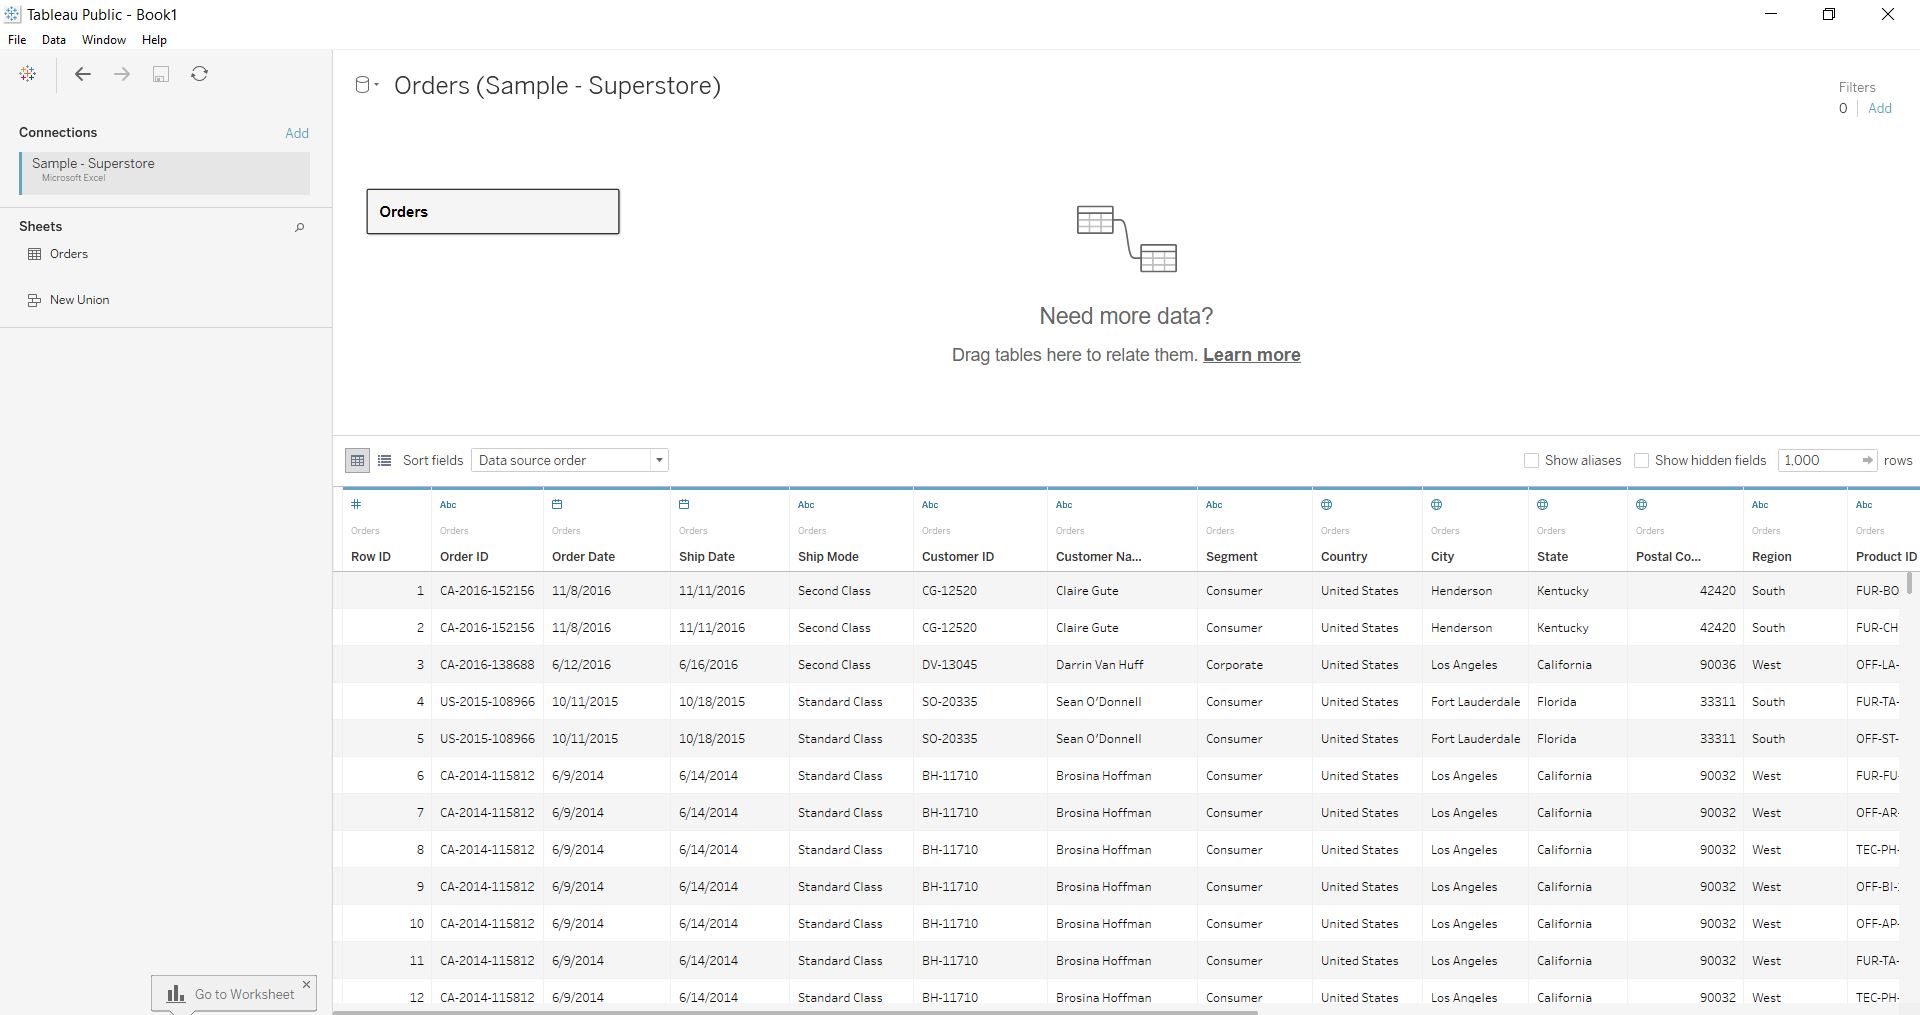 Tableau Public - Book1
File Data Window Help
Connections Add
Sample - Superstore
Microsoft Excel
Sheets
Orders
New Union
Go to Worksheet
Orders (Sample - Superstore)
Filters
0 Add
Orders
Need more data?
Drag tables here to relate them. Learn more
Sort fields Data source order Show aliases Show hidden fields 1,000 rows
# Abc Abc Abc Abc Abc Abc Abc
Orders Orders Orders Orders Orders Orders Orders Orders Orders Orders Orders Orders Orders Orders
Row ID Order ID Order Date Ship Date Ship Mode Customer ID Customer Na... Segment Country City State Postal Co... Region Product ID
1 CA-2016-152156 11/8/2016 11/11/2016 Second Class CG-12520 Claire Gute Consumer United States Henderson Kentucky 42420 South FUR-BO
2 CA-2016-152156 11/8/2016 11/11/2016 Second Class CG-12520 Claire Gute Consumer United States Henderson Kentucky 42420 South FUR-CH
3 CA-2016-138688 6/12/2016 6/16/2016 Second Class DV-13045 Darrin Van Huff Corporate United States Los Angeles California 90036 West OFF-LA-
4 US-2015-108966 10/11/2015 10/18/2015 Standard Class SO-20335 Sean O'Donnell Consumer United States Fort Lauderdale Florida 33311 South FUR-TA-
5 US-2015-108966 10/11/2015 10/18/2015 Standard Class SO-20335 Sean O'Donnell Consumer United States Fort Lauderdale Florida 33311 South OFF-ST-
6 CA-2014-115812 6/9/2014 6/14/2014 Standard Class BH-11710 Brosina Hoffman Consumer United States Los Angeles California 90032 West FUR-FU-
7 CA-2014-115812 6/9/2014 6/14/2014 Standard Class BH-11710 Brosina Hoffman Consumer United States Los Angeles California 90032 West OFF-AR-
8 CA-2014-115812 6/9/2014 6/14/2014 Standard Class BH-11710 Brosina Hoffman Consumer United States Los Angeles California 90032 West TEC-PH-
9 CA-2014-115812 6/9/2014 6/14/2014 Standard Class BH-11710 Brosina Hoffman Consumer United States Los Angeles California 90032 West OFF-BI-
10 CA-2014-115812 6/9/2014 6/14/2014 Standard Class BH-11710 Brosina Hoffman Consumer United States Los Angeles California 90032 West OFF-AP-
11 CA-2014-115812 6/9/2014 6/14/2014 Standard Class BH-11710 Brosina Hoffman Consumer United States Los Angeles California 90032 West FUR-TA-
12 CA-2014-115812 6/9/2014 6/14/2014 Standard Class BH-11710 Brosina Hoffman Consumer United States Los Angeles California 90032 West TEC-PH-